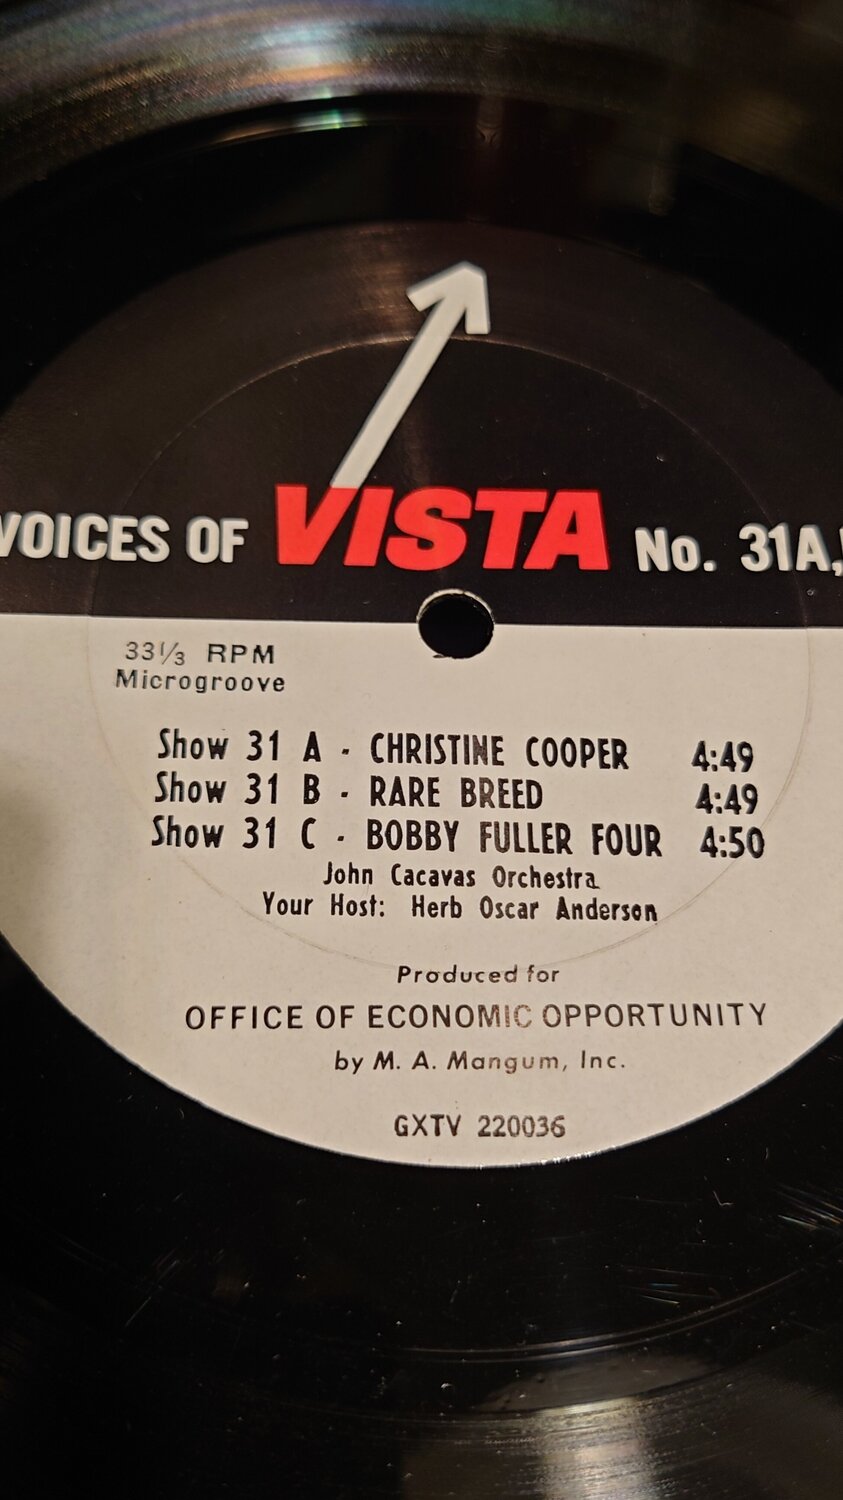 VOICES OF VISTA No. 31A,
33⅓ RPM
Microgroove
Show 31 A - CHRISTINE COOPER 4:49
Show 31 B - RARE BREED 4:49
Show 31 C - BOBBY FULLER FOUR 4:50
John Cacavas Orchestra
Your Host: Herb Oscar Anderson
Produced for
OFFICE OF ECONOMIC OPPORTUNITY
by M. A. Mangum, Inc.
GXTV 220036